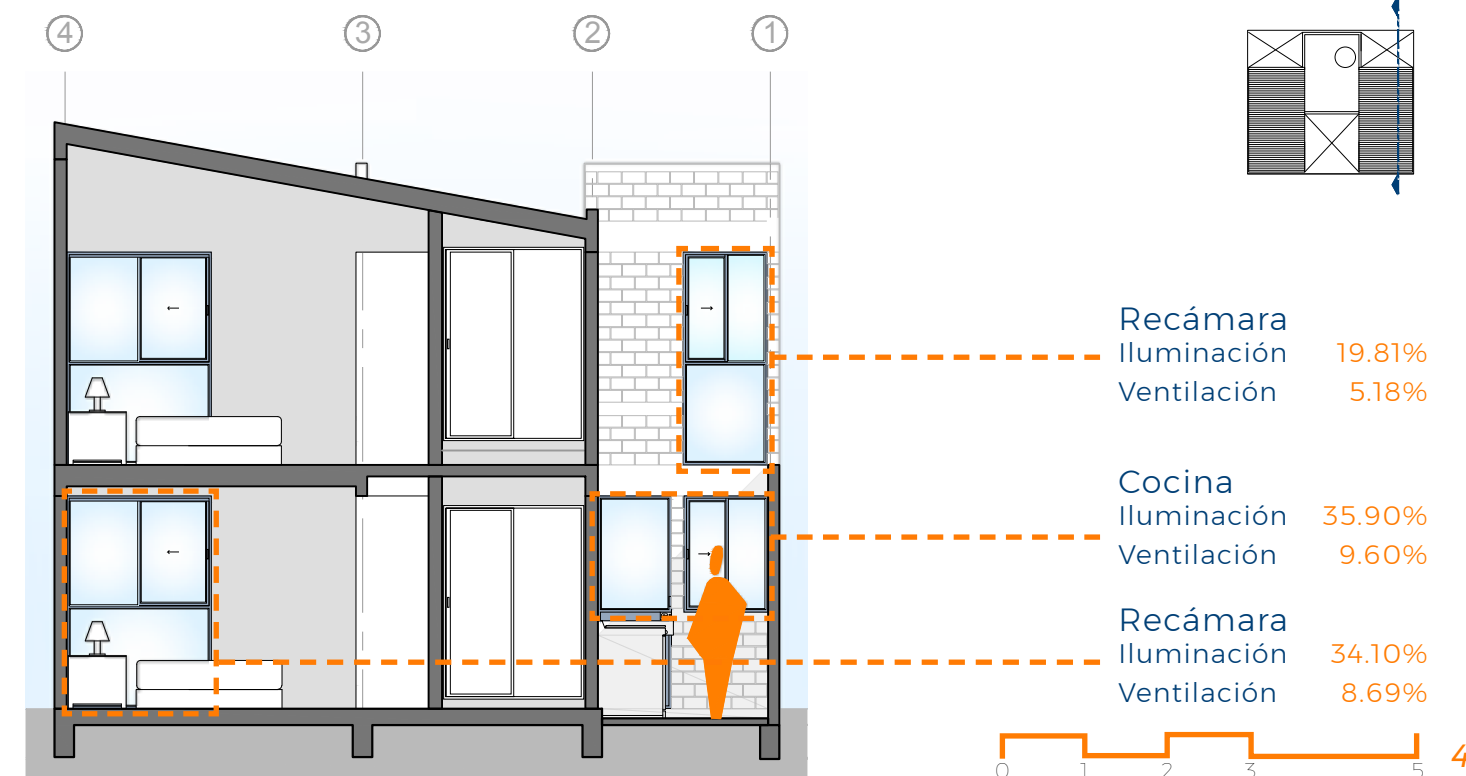 4 3 2 1
Recámara
Iluminación 19.81%
Ventilación 5.18%
Cocina
Iluminación 35.90%
Ventilación 9.60%
Recámara
Iluminación 34.10%
Ventilación 8.69%
0 1 2 3 5
4